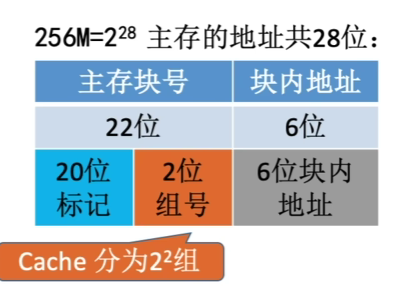 256M=2²⁸ 主存的地址共28位：
主存块号 块内地址
22位 6位
20位 2位 6位块内
标记 组号 地址
Cache 分为2²组